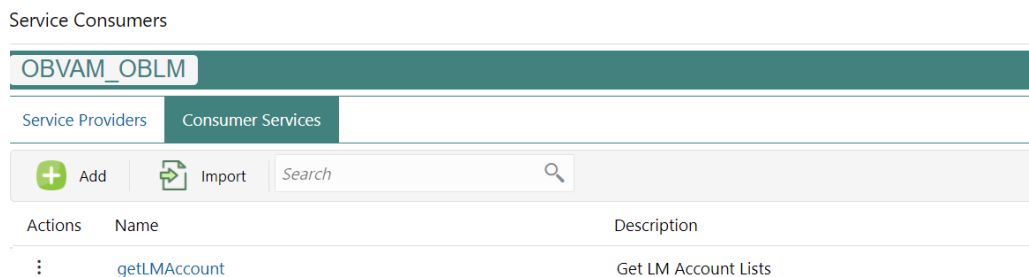 Service Consumers
OBVAM_OBLM
Service Providers Consumer Services
Add Import Search
Actions Name Description
getLMAccount Get LM Account Lists